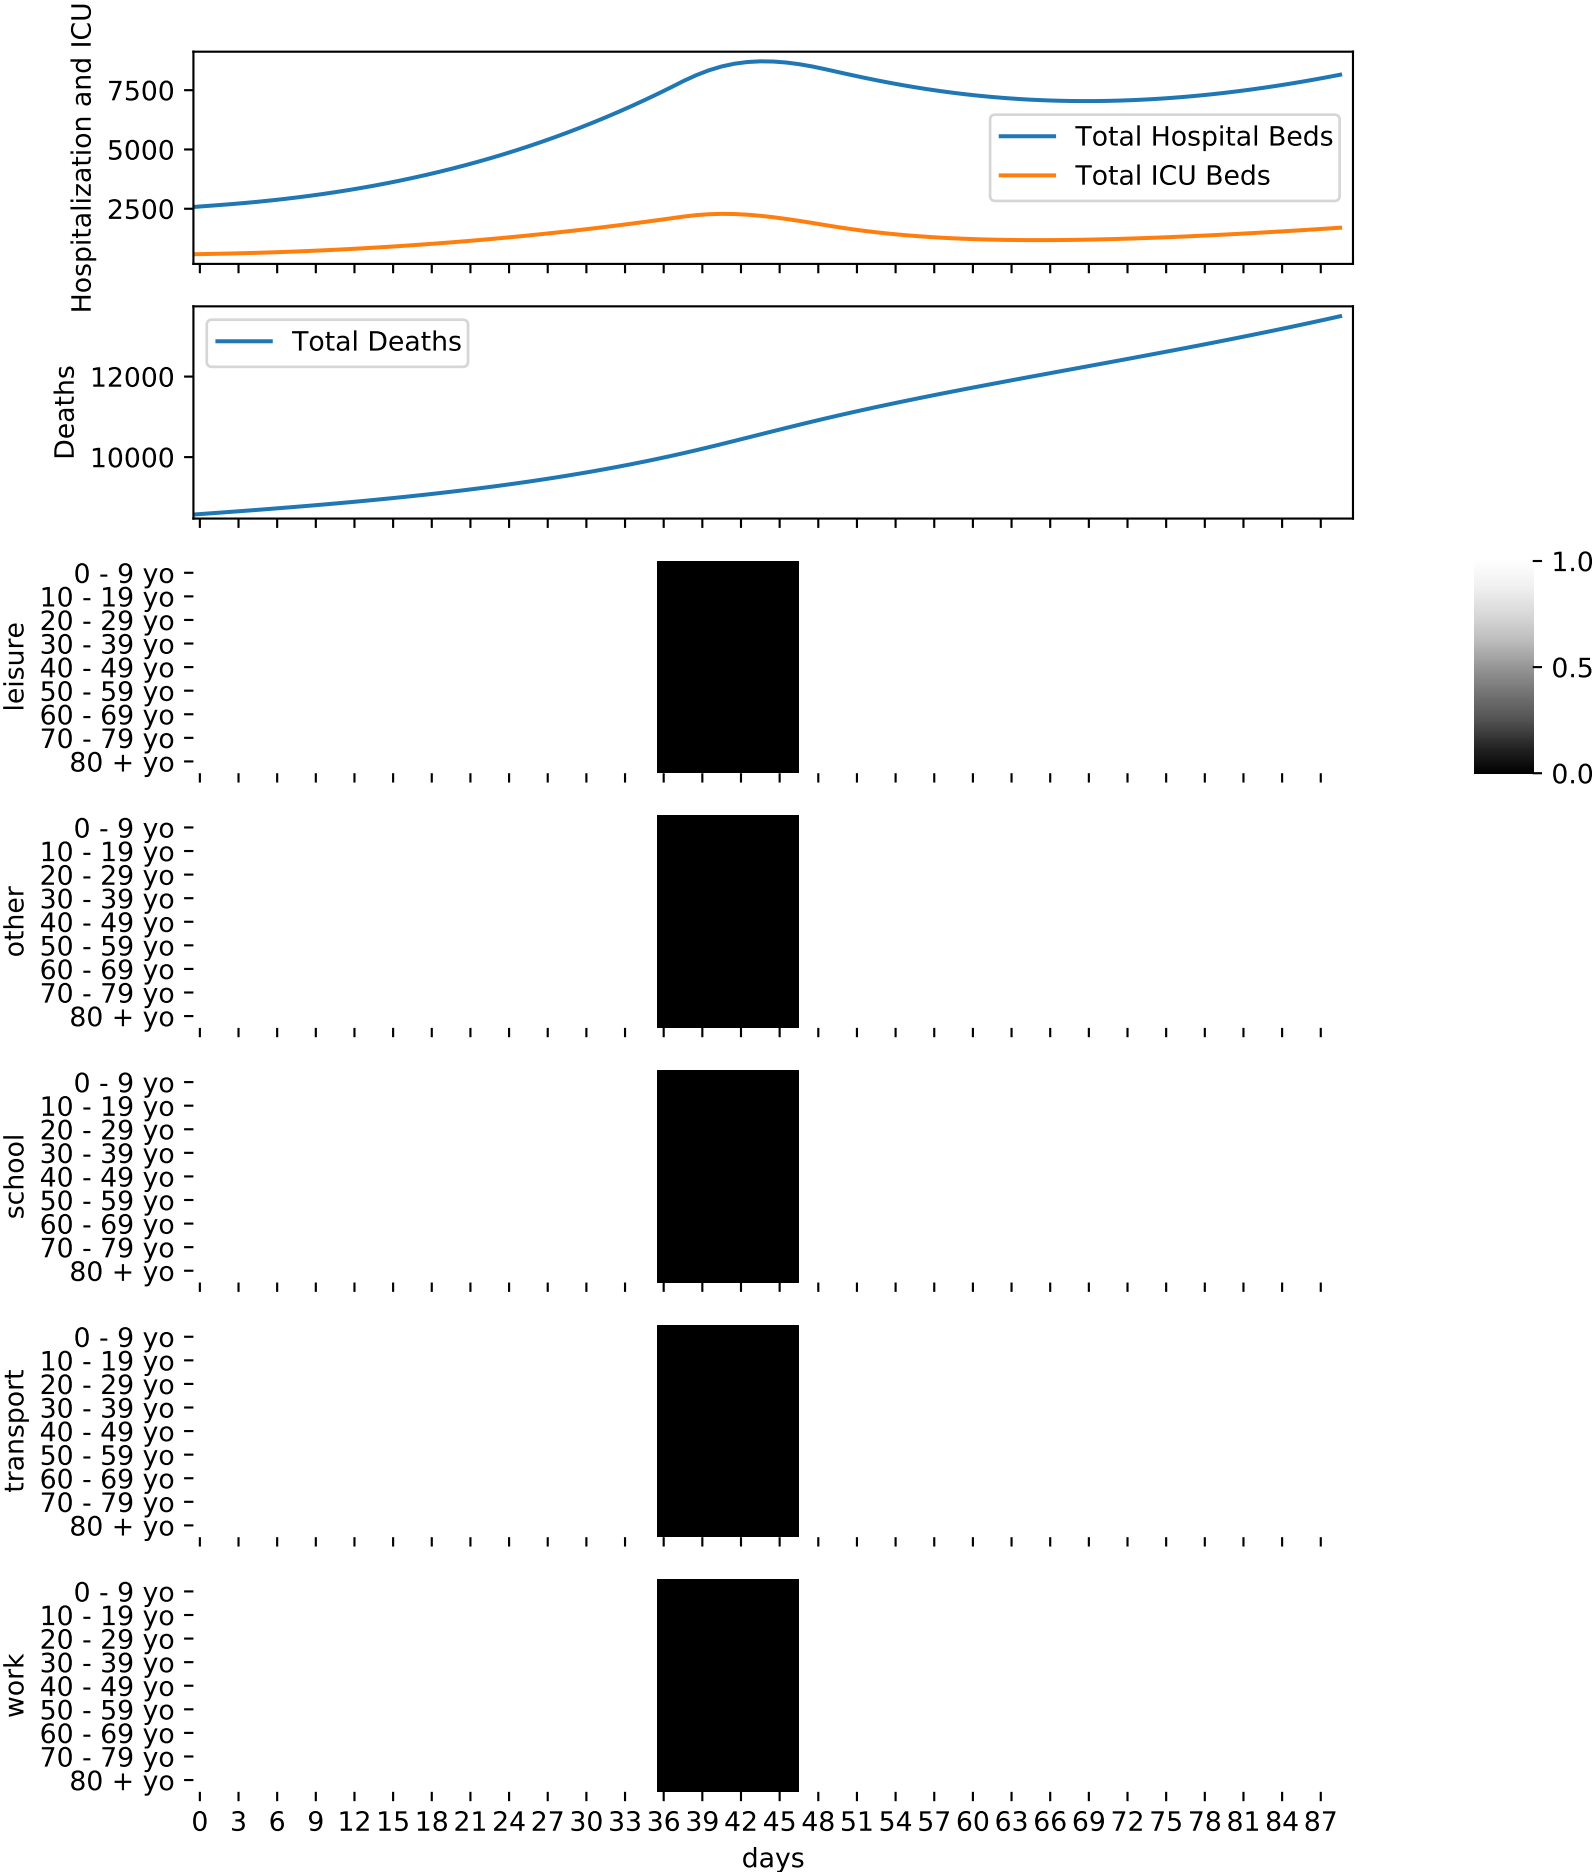 Hospitalization and ICU
7500
5000
2500
Total Hospital Beds
Total ICU Beds
Deaths
12000
10000
Total Deaths
leisure
0 - 9 yo
10 - 19 yo
20 - 29 yo
30 - 39 yo
40 - 49 yo
50 - 59 yo
60 - 69 yo
70 - 79 yo
80 + yo
1.0
0.5
0.0
other
0 - 9 yo
10 - 19 yo
20 - 29 yo
30 - 39 yo
40 - 49 yo
50 - 59 yo
60 - 69 yo
70 - 79 yo
80 + yo
school
0 - 9 yo
10 - 19 yo
20 - 29 yo
30 - 39 yo
40 - 49 yo
50 - 59 yo
60 - 69 yo
70 - 79 yo
80 + yo
transport
0 - 9 yo
10 - 19 yo
20 - 29 yo
30 - 39 yo
40 - 49 yo
50 - 59 yo
60 - 69 yo
70 - 79 yo
80 + yo
work
0 - 9 yo
10 - 19 yo
20 - 29 yo
30 - 39 yo
40 - 49 yo
50 - 59 yo
60 - 69 yo
70 - 79 yo
80 + yo
0 3 6 9 12 15 18 21 24 27 30 33 36 39 42 45 48 51 54 57 60 63 66 69 72 75 78 81 84 87
days